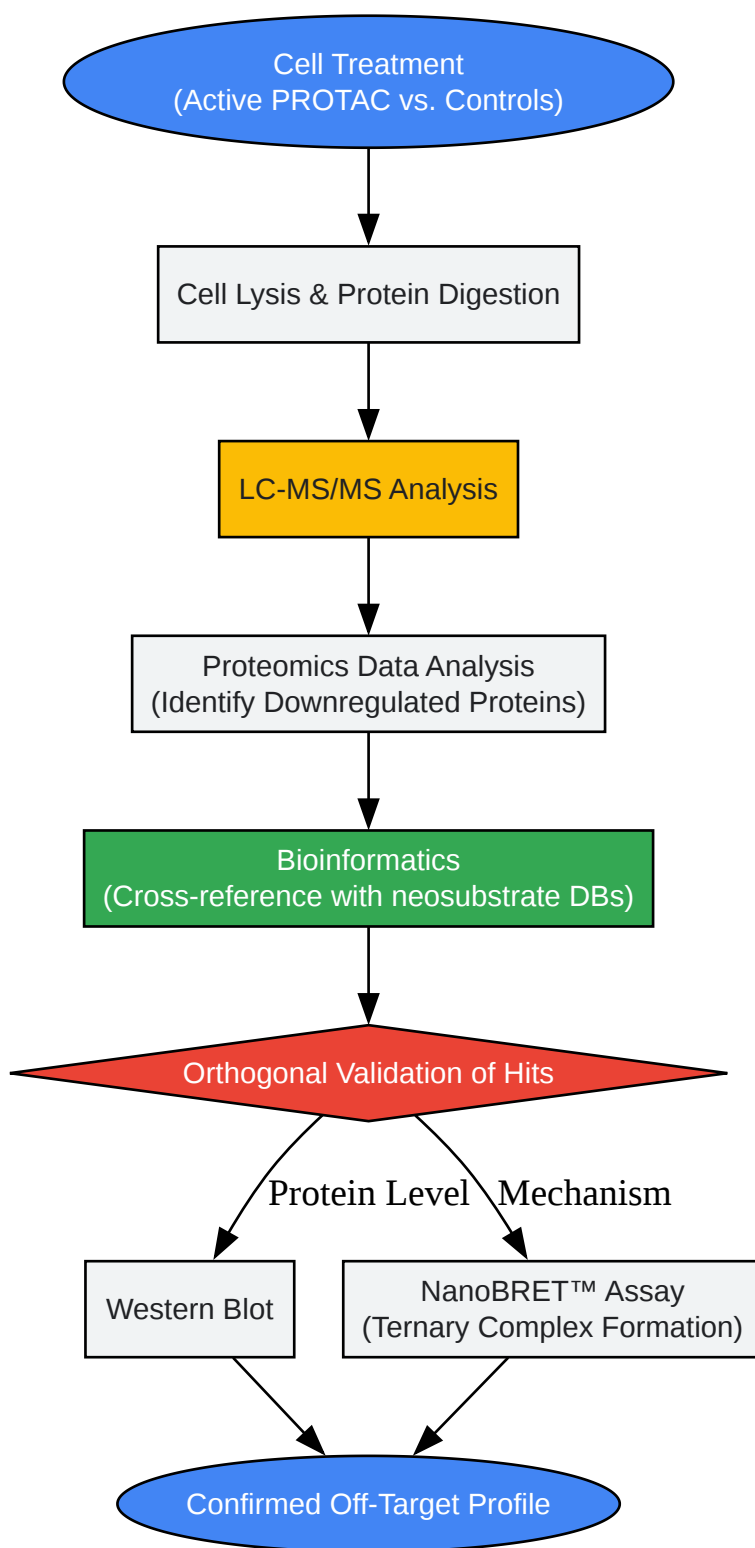 Cell Treatment
(Active PROTAC vs. Controls)
Cell Lysis & Protein Digestion
LC-MS/MS Analysis
Proteomics Data Analysis
(Identify Downregulated Proteins)
Bioinformatics
(Cross-reference with neosubstrate DBs)
Orthogonal Validation of Hits
Protein Level
Mechanism
Western Blot
NanoBRET™ Assay
(Ternary Complex Formation)
Confirmed Off-Target Profile